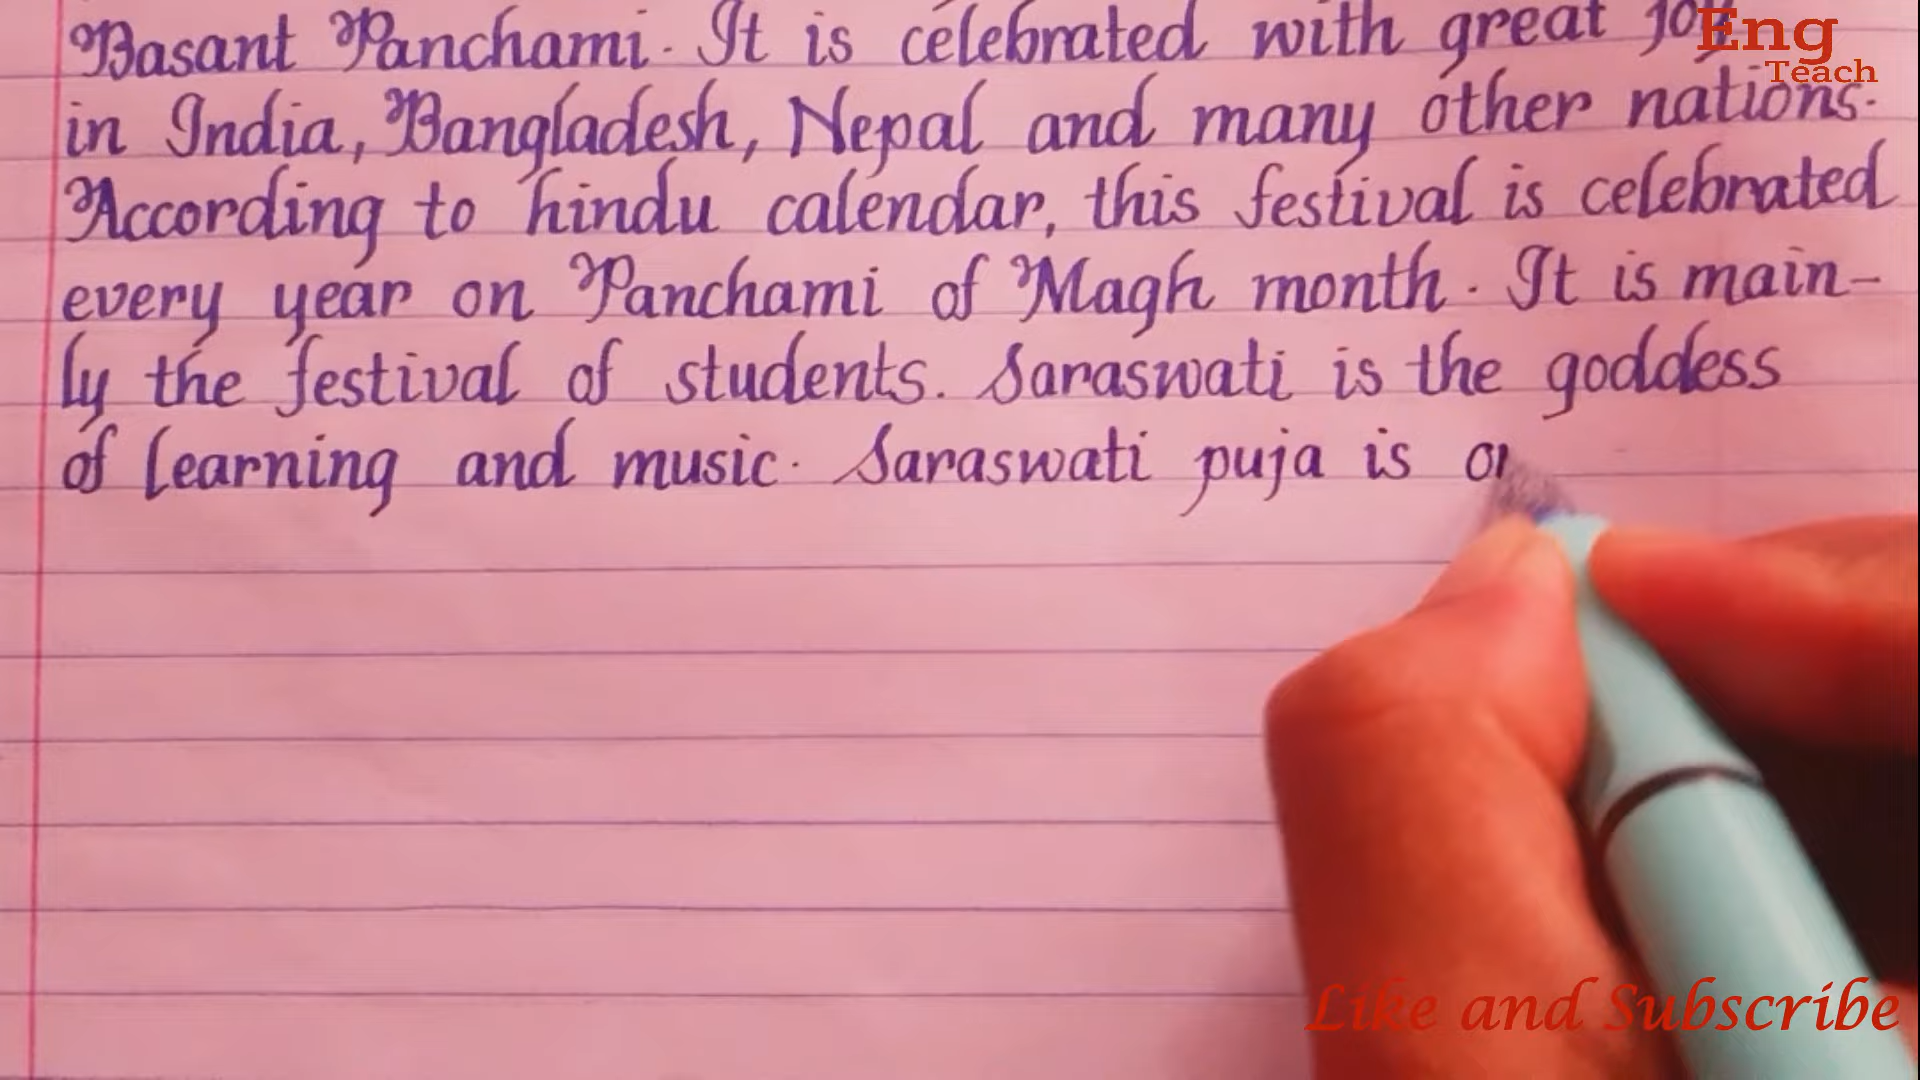 Basant Panchami. It is celebrated with great joy
in India, Bangladesh, Nepal and many other nations.
According to hindu calendar, this festival is celebrated
every year on Panchami of Magh month. It is main-
ly the festival of students. Saraswati is the goddess
of learning and music. Saraswati puja is
Eng
Teach
Like and Subscribe